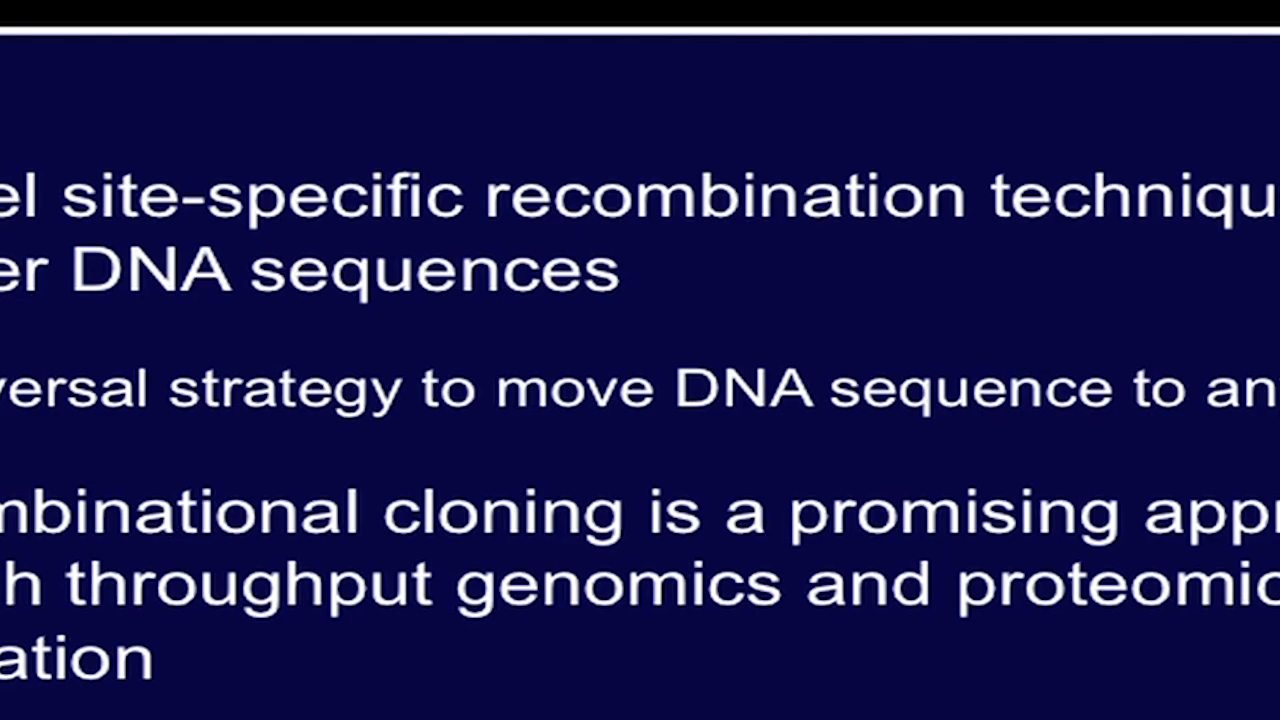 el site-specific recombination techniqu
er DNA sequences
versal strategy to move DNA sequence to an
mbinational cloning is a promising appr
h throughput genomics and proteomic
ation